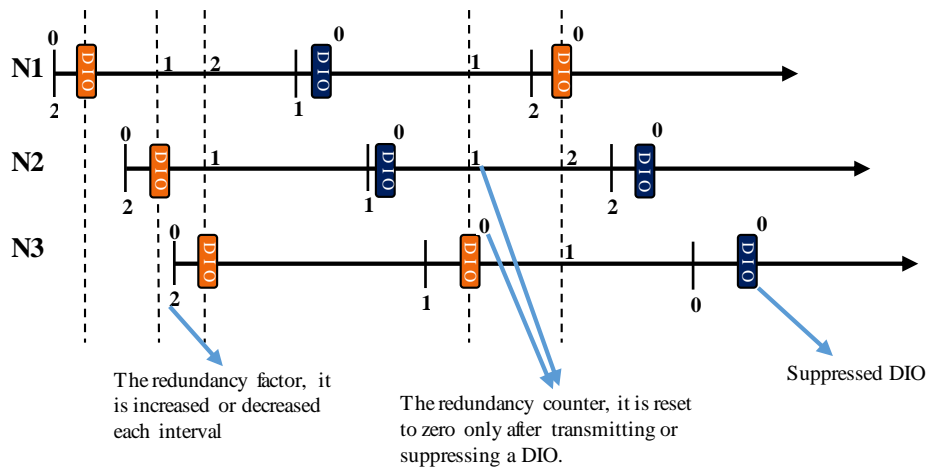 0 0 0
N1 DIO 1 2 DIO 1 DIO
2 1 2
0 0 0
N2 DIO 1 DIO 1 2 DIO
2 1 2
0 0 0
N3 DIO DIO 1 DIO
2 1 0
The redundancy factor, it
is increased or decreased
each interval
The redundancy counter, it is reset
to zero only after transmitting or
suppressing a DIO.
Suppressed DIO